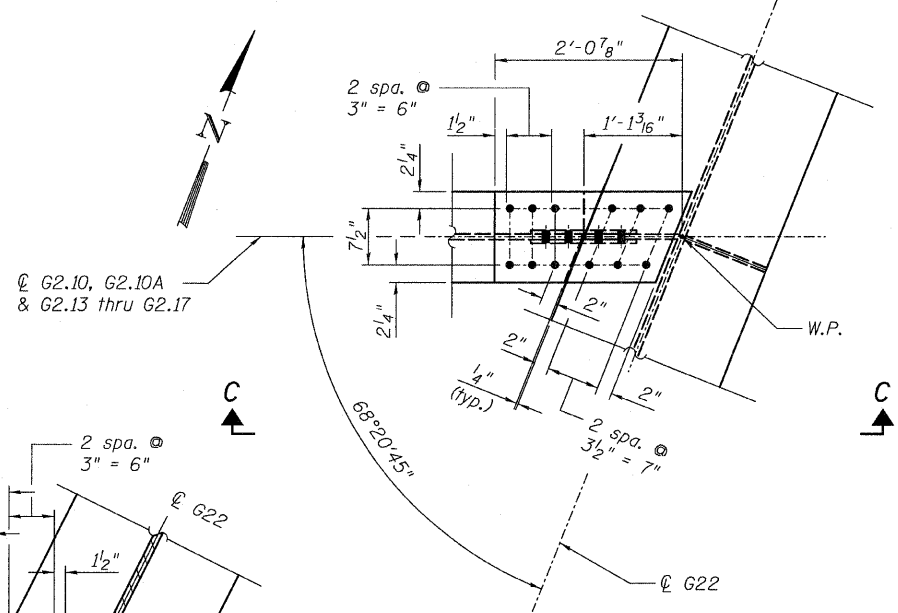 2'-0 7/8"
2 spa. @
3" = 6"
1 1/2"
1'-1 3/16"
2 1/4"
N
7 1/2"
℄ G2.10, G2.10A
& G2.13 thru G2.17
2 1/4"
2"
W.P.
2"
1/4"
(typ.)
2"
C
C
68°20'45"
2 spa. @
3 1/2" = 7"
2 spa. @
3" = 6"
℄ G22
1 1/2"
℄ G22